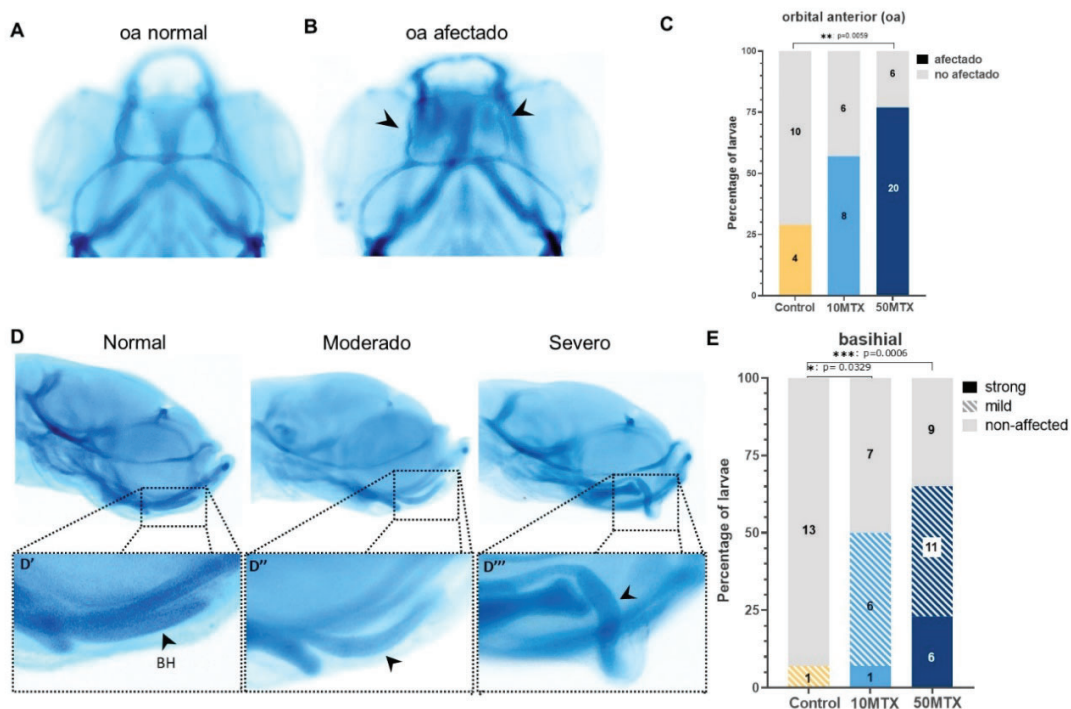 A
oa normal
B
oa afectado
C
orbital anterior (oa)
**: p=0.0059
afectado
no afectado
Percentage of larvae
100
75
50
25
0
10
4
6
8
6
20
Control
10MTX
50MTX
D
Normal
Moderado
Severo
D'
BH
D''
D'''
E
basihial
***: p=0.0006
*: p= 0.0329
strong
mild
non-affected
Percentage of larvae
100
75
50
25
0
13
1
7
6
1
9
11
6
Control
10MTX
50MTX